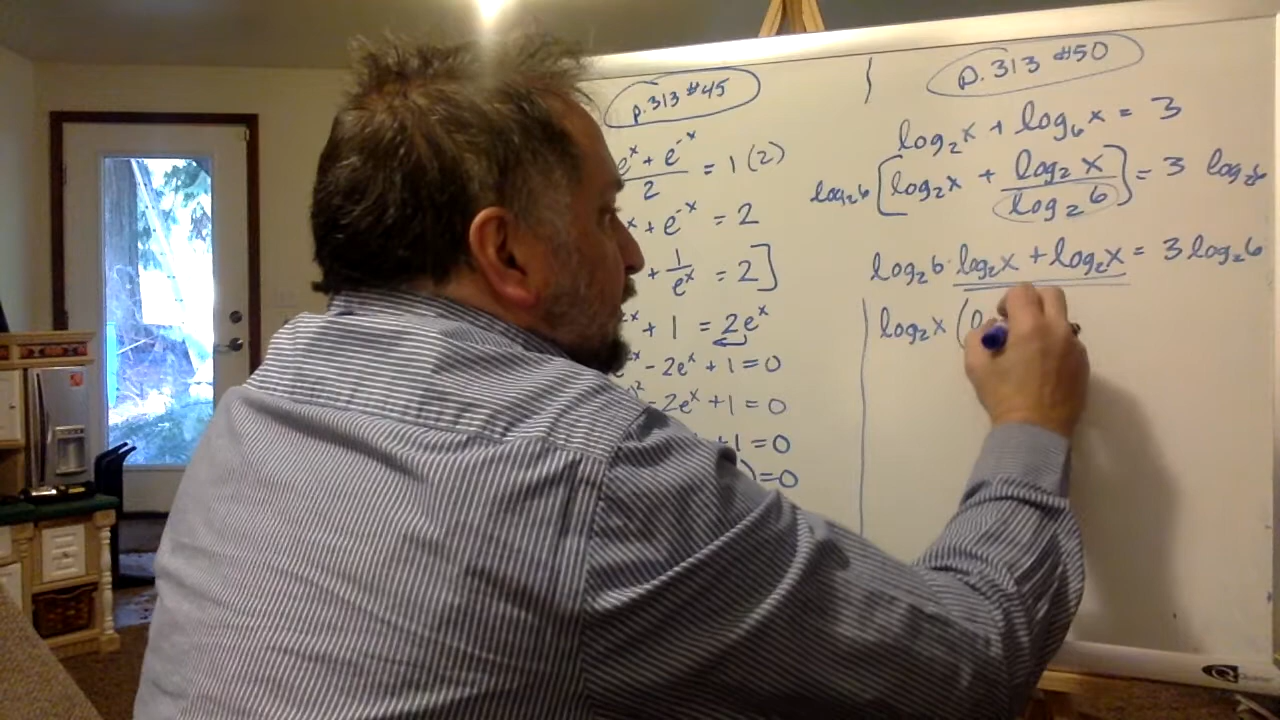 p.313 #45
e^x + e^-x / 2 = 1 (2)
x + e^-x = 2
+ 1/e^x = 2]
+ 1 = 2e^x
- 2e^x + 1 = 0
- 2e^x + 1 = 0
+1 = 0
) = 0
p.313 #50
log₂x + log₆x = 3
log₂6 [log₂x + log₂x / log₂6] = 3 log₂6
log₂6 · log₂x + log₂x = 3 log₂6
log₂x (